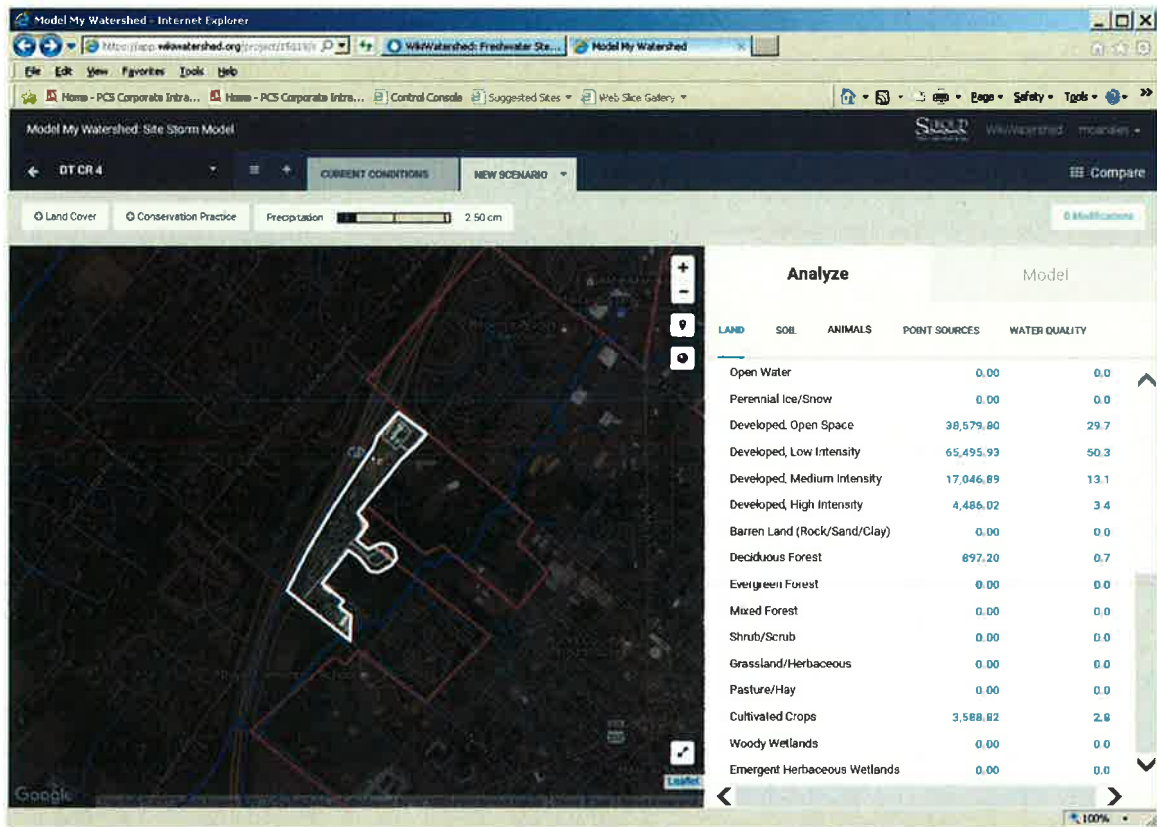 Model My Watershed - Internet Explorer
WikiWatershed: Freshwater Ste... Model My Watershed
File Edit View Favorites Tools Help
Home - PCS Corporate Intra... Home - PCS Corporate Intra... Control Console Suggested Sites Web Slice Gallery Page Safety Tools
Model My Watershed: Site Storm Model WikiWatershed
DT CR 4 CURRENT CONDITIONS NEW SCENARIO Compare
Land Cover Conservation Practice Precipitation 2.50 cm 0 Modifications
Analyze Model
LAND SOIL ANIMALS POINT SOURCES WATER QUALITY
Open Water 0.00 0.0
Perennial Ice/Snow 0.00 0.0
Developed, Open Space 38,579.80 29.7
Developed, Low Intensity 65,495.93 50.3
Developed, Medium Intensity 17,046.89 13.1
Developed, High Intensity 4,486.02 3.4
Barren Land (Rock/Sand/Clay) 0.00 0.0
Deciduous Forest 897.20 0.7
Evergreen Forest 0.00 0.0
Mixed Forest 0.00 0.0
Shrub/Scrub 0.00 0.0
Grassland/Herbaceous 0.00 0.0
Pasture/Hay 0.00 0.0
Cultivated Crops 3,588.82 2.8
Woody Wetlands 0.00 0.0
Emergent Herbaceous Wetlands 0.00 0.0
Leaflet
Google
100%